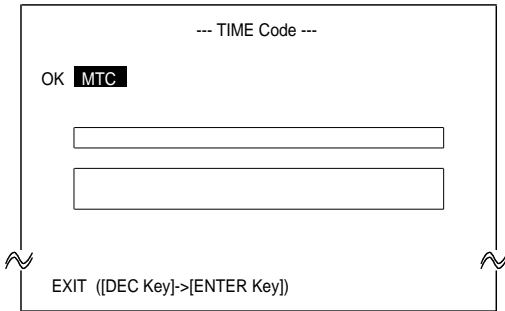 --- TIME Code ---
OK MTC
EXIT ([DEC Key]->[ENTER Key])